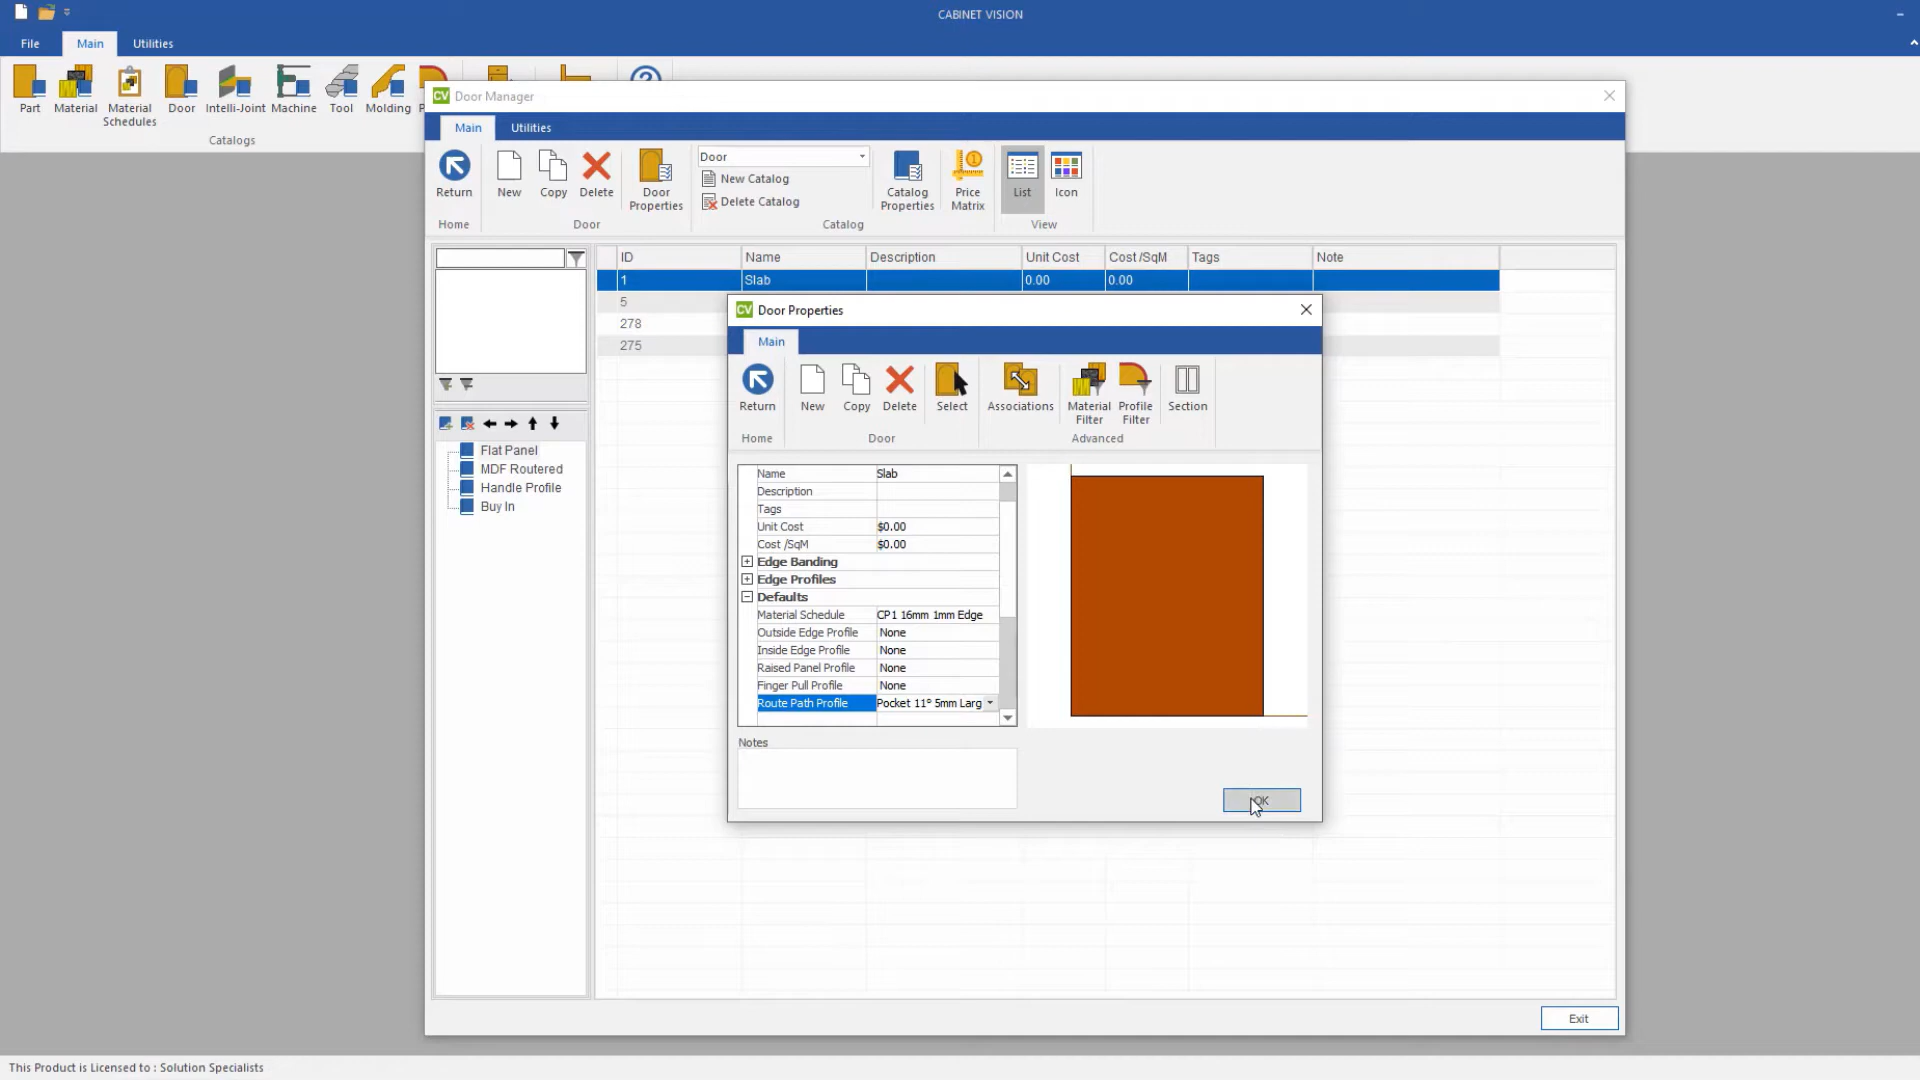 CABINET VISION
File Main Utilities
Part Material Material Schedules Door Intelli-Joint Machine Tool Molding
Catalogs
CV Door Manager
Main Utilities
Return New Copy Delete Door Properties
Door
New Catalog
Delete Catalog
Catalog Properties Price Matrix List Icon
Home Door Catalog View
ID Name Description Unit Cost Cost /SqM Tags Note
1 Slab 0.00 0.00
5
278
275
Flat Panel
MDF Routered
Handle Profile
Buy In
CV Door Properties
Main
Return New Copy Delete Select Associations Material Filter Profile Filter Section
Home Door Advanced
Name Slab
Description
Tags
Unit Cost $0.00
Cost /SqM $0.00
Edge Banding
Edge Profiles
Defaults
Material Schedule CP1 16mm 1mm Edge
Outside Edge Profile None
Inside Edge Profile None
Raised Panel Profile None
Finger Pull Profile None
Route Path Profile Pocket 11° 5mm Larg
Notes
OK
Exit
This Product is Licensed to : Solution Specialists